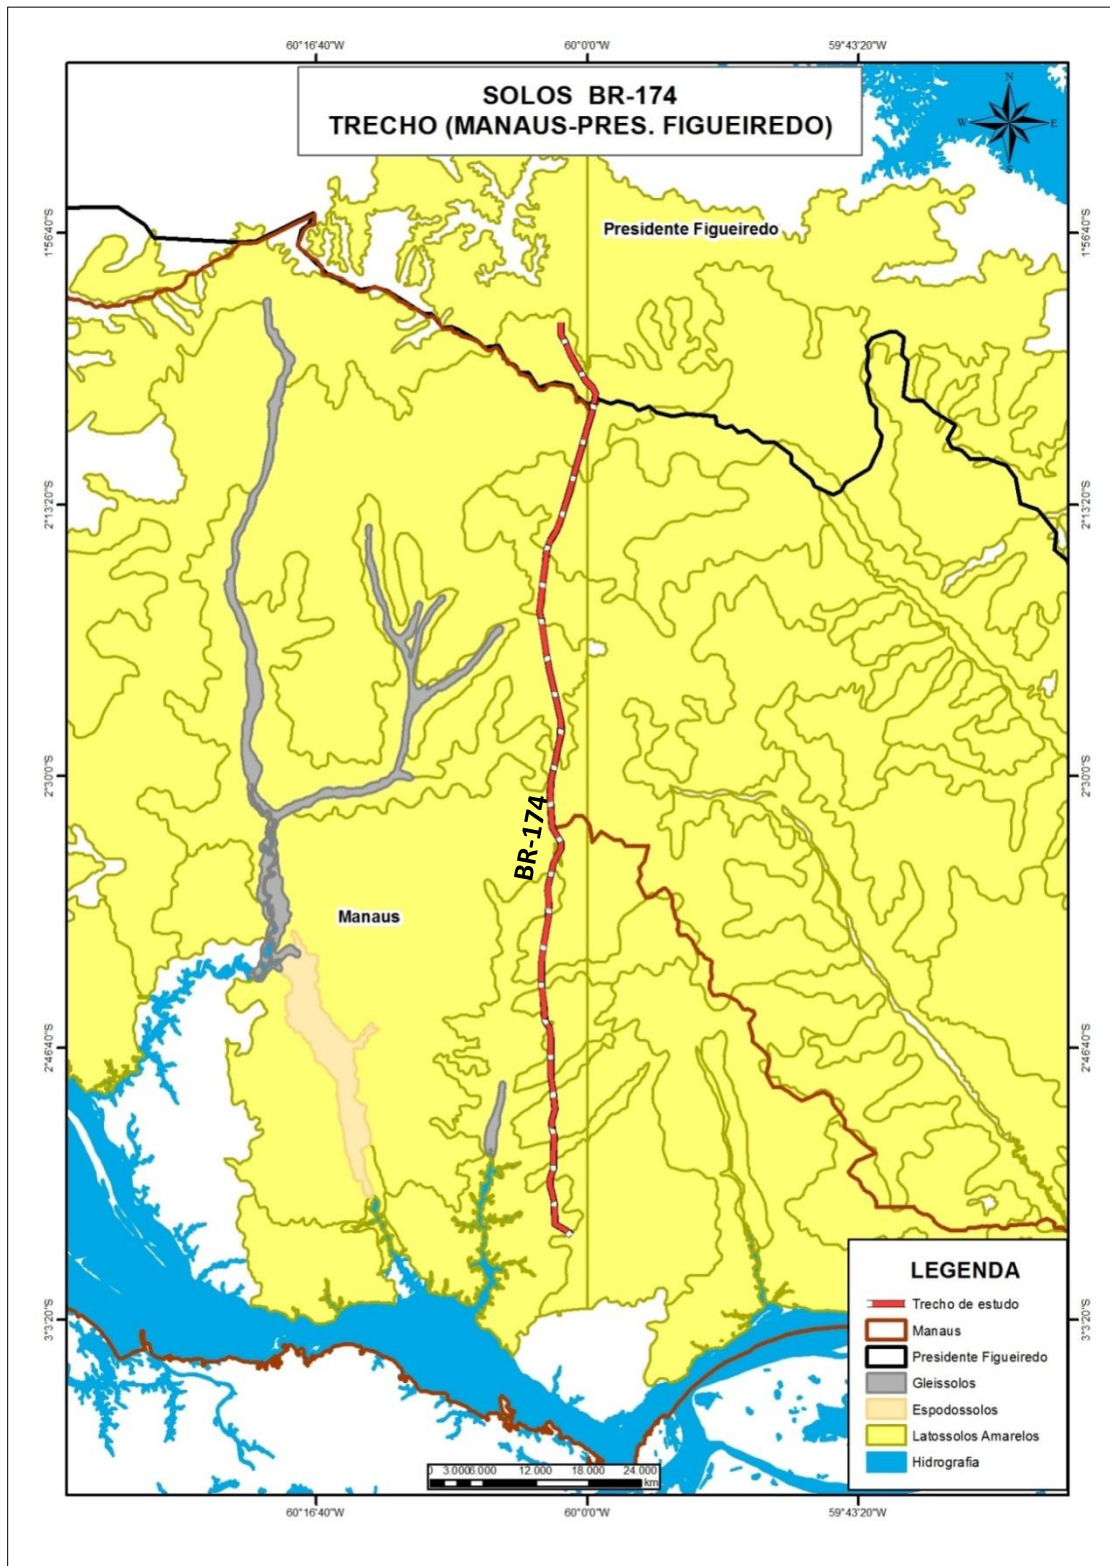 60°16'40"W 60°0'0"W 59°43'20"W
SOLOS BR-174
TRECHO (MANAUS-PRES. FIGUEIREDO)
N
W E
S
1°56'40"S 1°56'40"S
Presidente Figueiredo
2°13'20"S 2°13'20"S
2°30'0"S 2°30'0"S
BR-174
Manaus
2°46'40"S 2°46'40"S
3°3'20"S 3°3'20"S
LEGENDA
Trecho de estudo
Manaus
Presidente Figueiredo
Gleissolos
Espodossolos
Latossolos Amarelos
Hidrografia
0 3.000 6.000 12.000 18.000 24.000
km
60°16'40"W 60°0'0"W 59°43'20"W